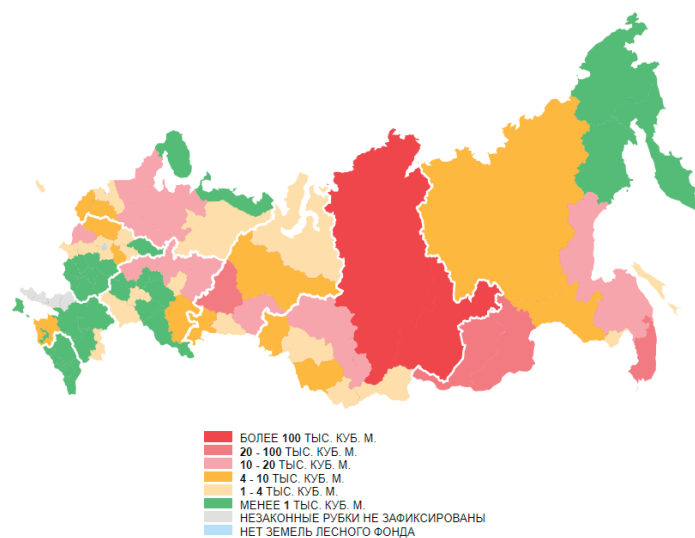 БОЛЕЕ 100 ТЫС. КУБ. М.
20 - 100 ТЫС. КУБ. М.
10 - 20 ТЫС. КУБ. М.
4 - 10 ТЫС. КУБ. М.
1 - 4 ТЫС. КУБ. М.
МЕНЕЕ 1 ТЫС. КУБ. М.
НЕЗАКОННЫЕ РУБКИ НЕ ЗАФИКСИРОВАНЫ
НЕТ ЗЕМЕЛЬ ЛЕСНОГО ФОНДА